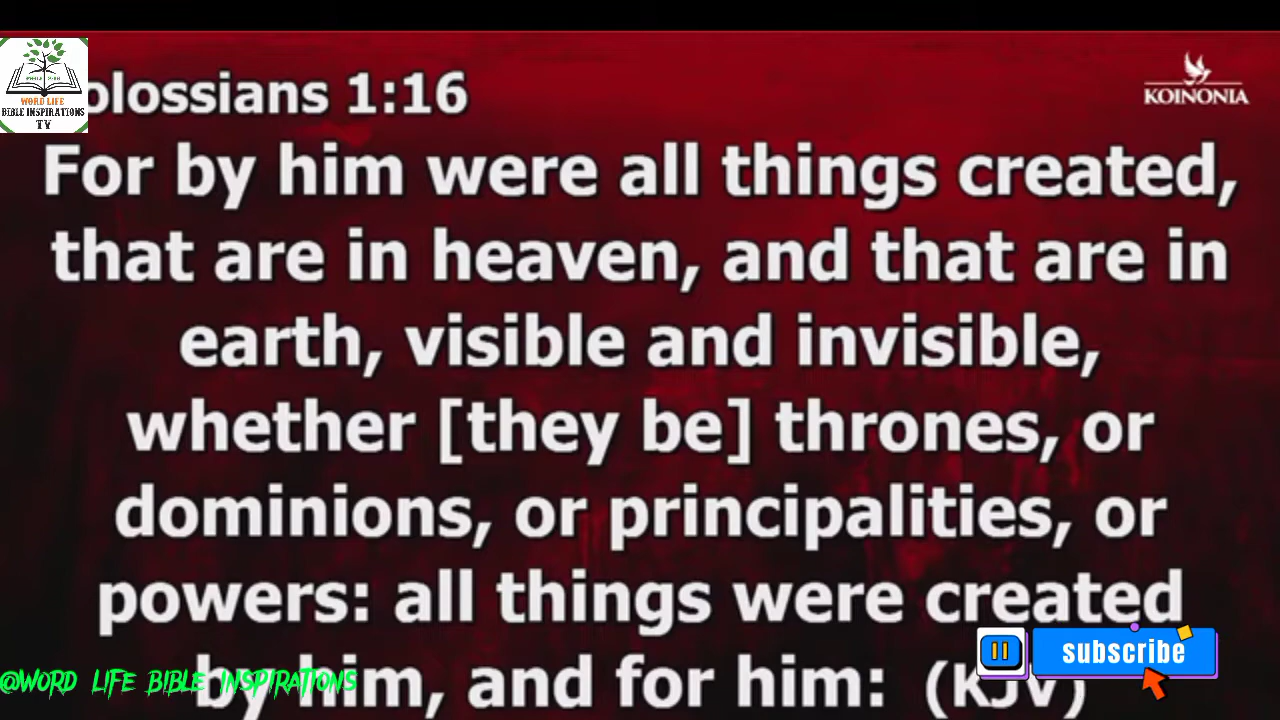 olossians 1:16
KOINONIA
WORD LIFE
BIBLE INSPIRATIONS
TV
For by him were all things created,
that are in heaven, and that are in
earth, visible and invisible,
whether [they be] thrones, or
dominions, or principalities, or
powers: all things were created
by him, and for him: (KJV)
subscribe
@WORD LIFE BIBLE INSPIRATIONS